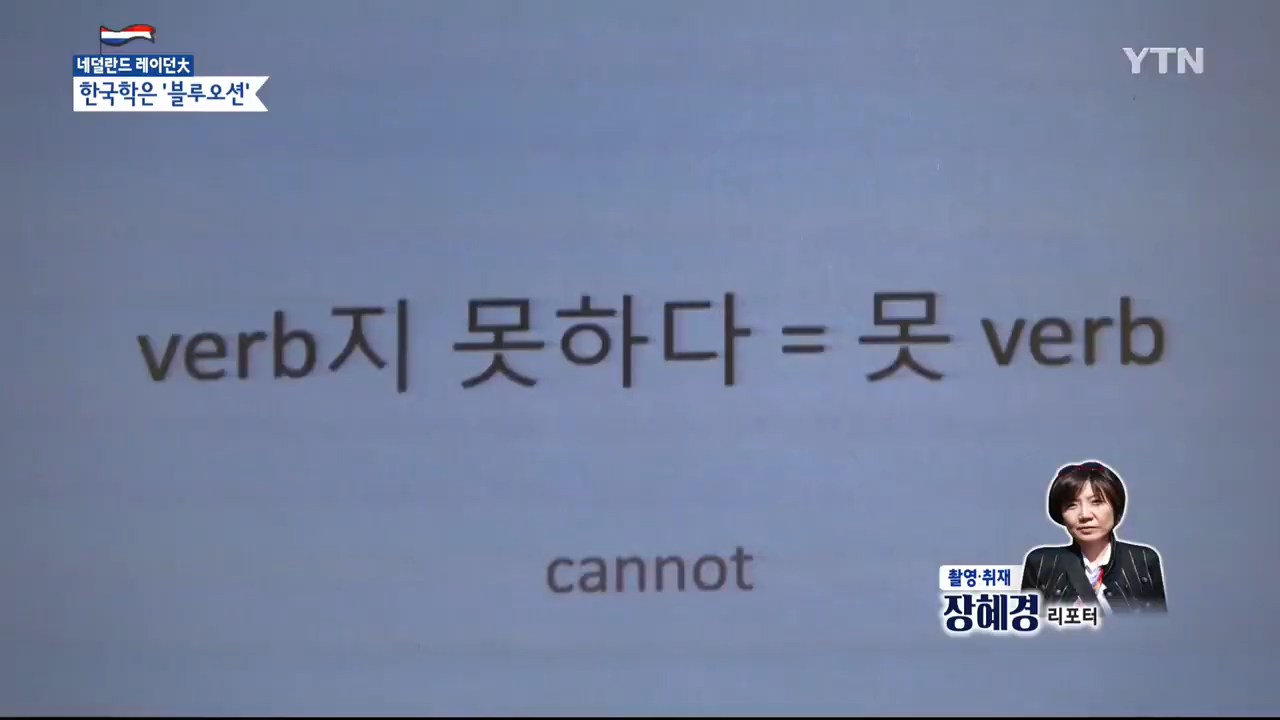 네덜란드 레이던大
한국학은 '블루오션'
YTN
verb지 못하다 = 못 verb
cannot
촬영·취재
장혜경 리포터